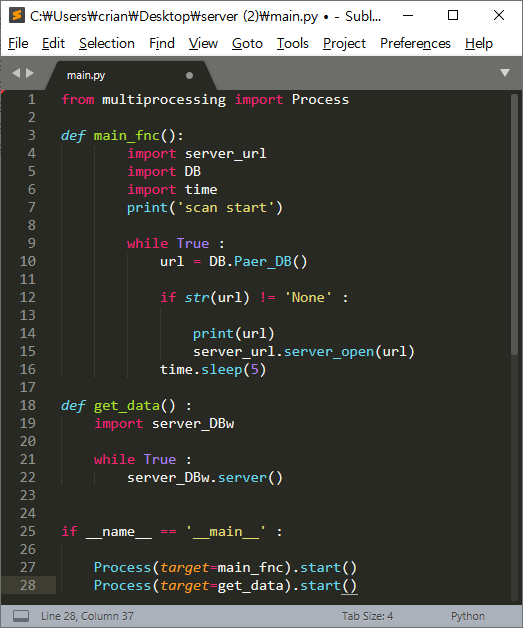 C:₩Users₩crian₩Desktop₩server (2)₩main.py • - Subl...
File Edit Selection Find View Goto Tools Project Preferences Help
main.py
1 from multiprocessing import Process
2
3 def main_fnc():
4 import server_url
5 import DB
6 import time
7 print('scan start')
8
9 while True :
10 url = DB.Paer_DB()
11
12 if str(url) != 'None' :
13
14 print(url)
15 server_url.server_open(url)
16 time.sleep(5)
17
18 def get_data() :
19 import server_DBw
20
21 while True :
22 server_DBw.server()
23
24
25 if __name__ == '__main__' :
26
27 Process(target=main_fnc).start()
28 Process(target=get_data).start()
Line 28, Column 37 Tab Size: 4 Python